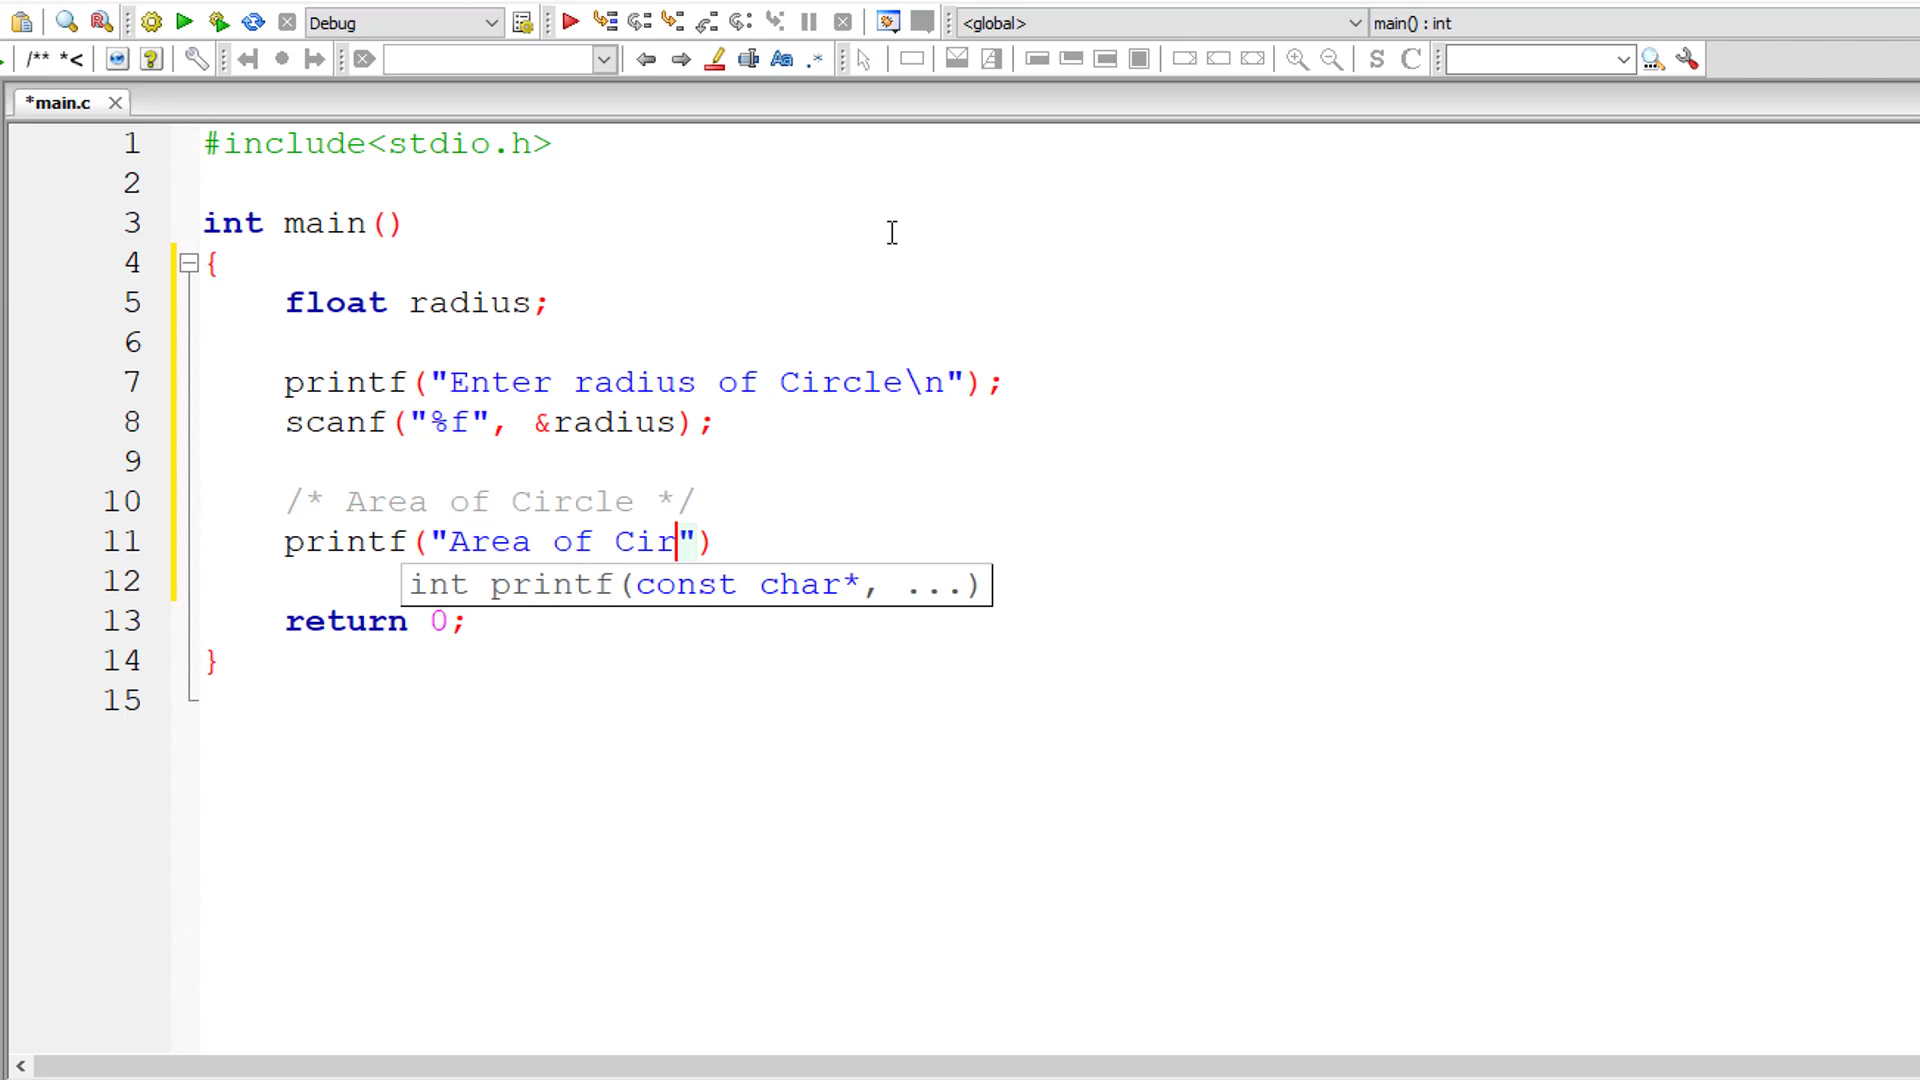 Debug
<global>
main() : int
/** *<
Aa
.*
S
C
*main.c
1 #include<stdio.h>
2
3 int main()
4 {
5 float radius;
6
7 printf("Enter radius of Circle\n");
8 scanf("%f", &radius);
9
10 /* Area of Circle */
11 printf("Area of Cir")
12 int printf(const char*, ...)
13 return 0;
14 }
15